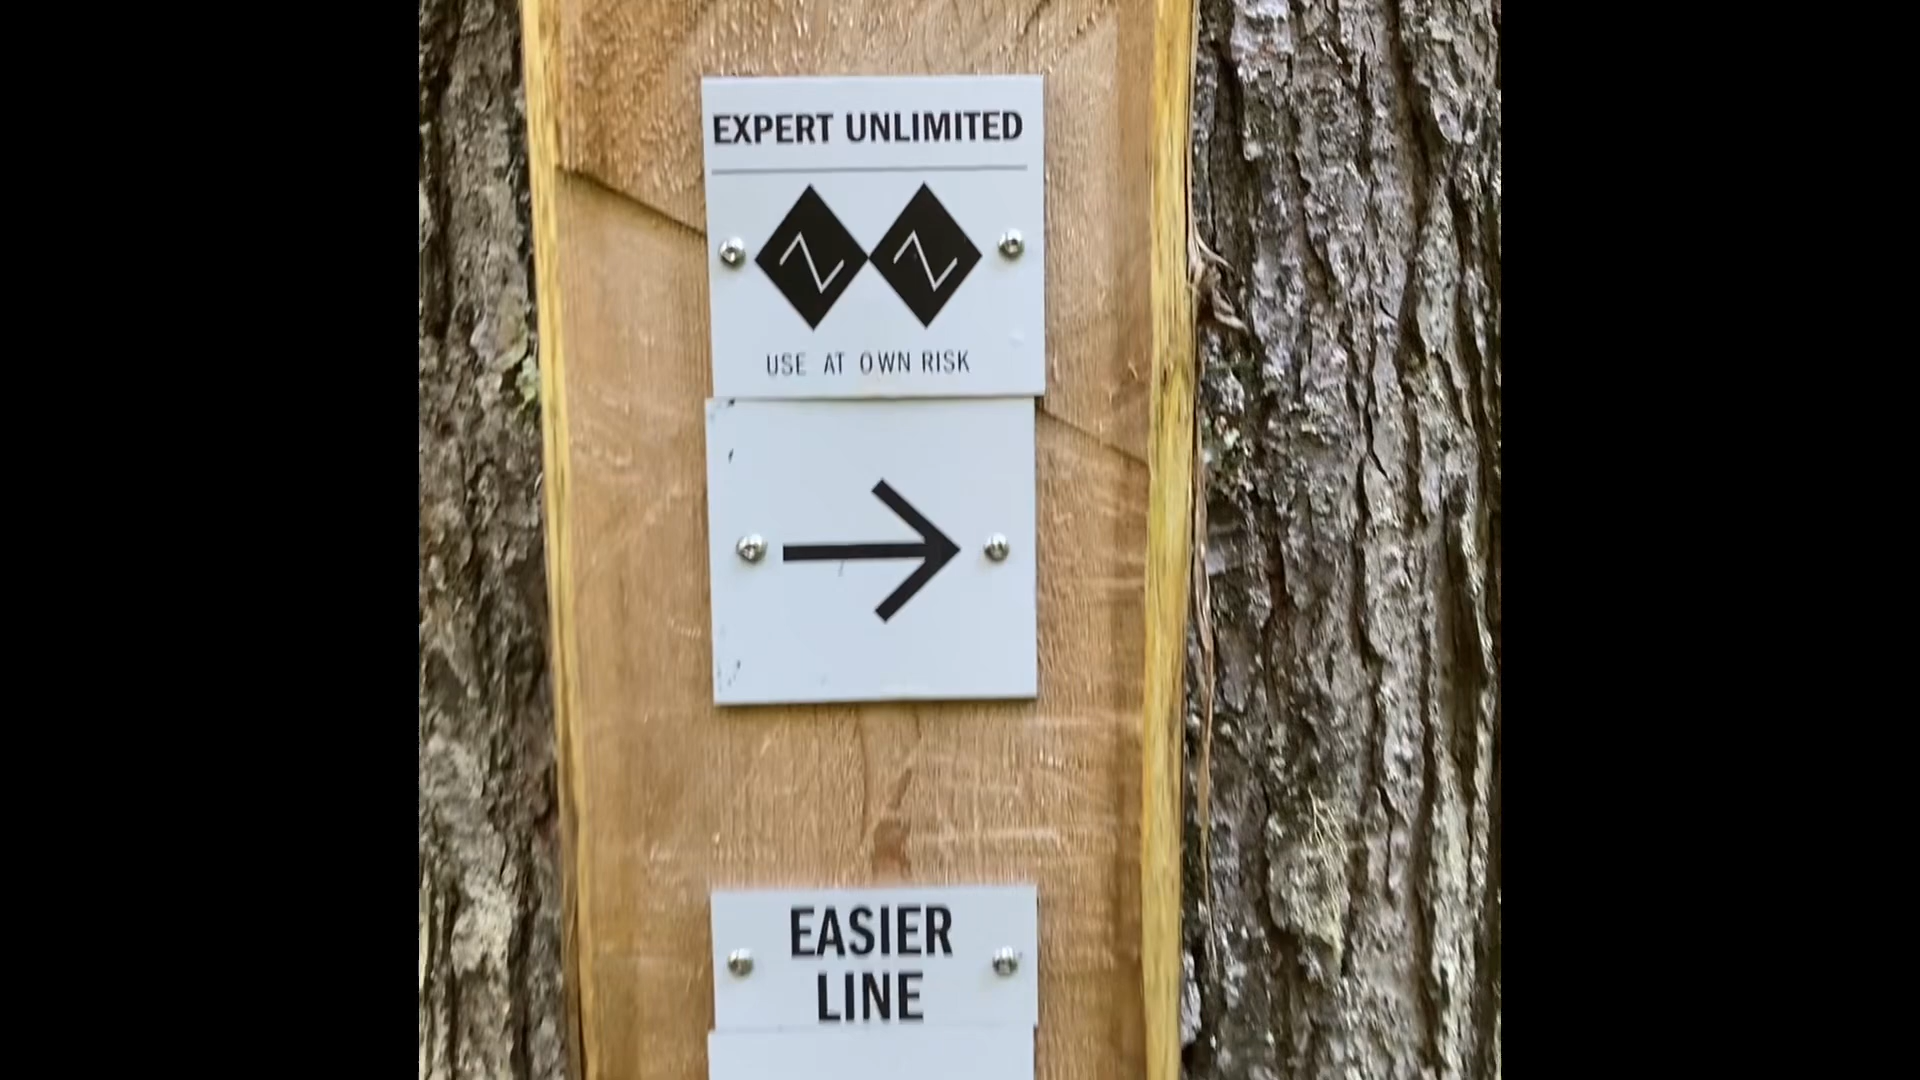 EXPERT UNLIMITED
USE AT OWN RISK
EASIER
LINE